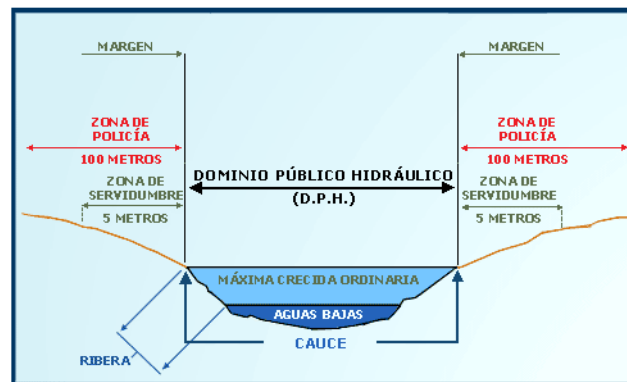 MARGEN
MARGEN
ZONA DE
POLICÍA
100 METROS
ZONA DE
POLICÍA
100 METROS
DOMINIO PÚBLICO HIDRÁULICO
(D.P.H.)
ZONA DE
SERVIDUMBRE
5 METROS
ZONA DE
SERVIDUMBRE
5 METROS
MÁXIMA CRECIDA ORDINARIA
AGUAS BAJAS
CAUCE
RIBERA